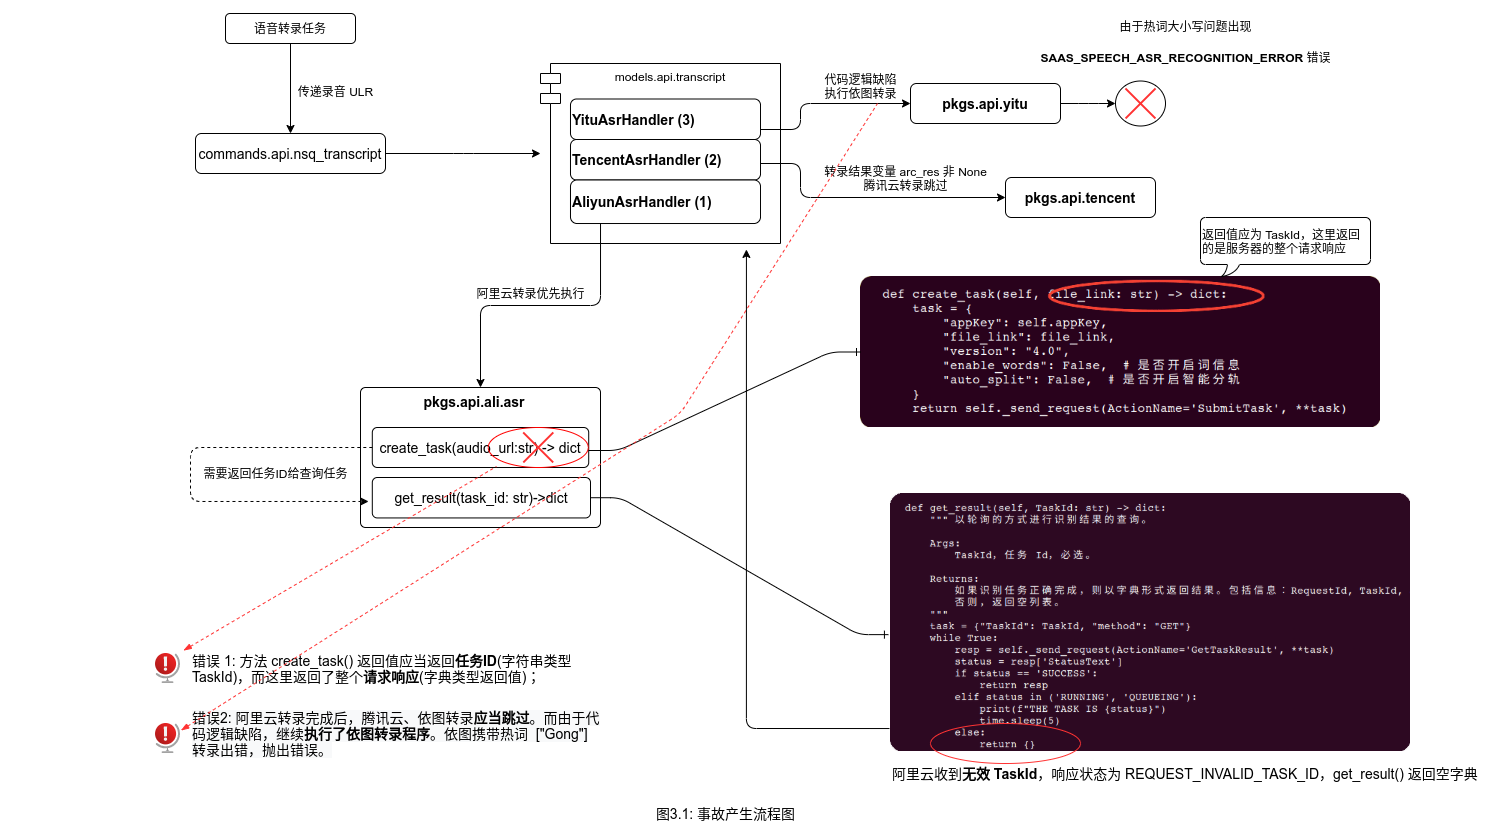 语音转录任务
传递录音 ULR
commands.api.nsq_transcript
models.api.transcript
YituAsrHandler (3)
TencentAsrHandler (2)
AliyunAsrHandler (1)
代码逻辑缺陷
执行依图转录
pkgs.api.yitu
由于热词大小写问题出现
SAAS_SPEECH_ASR_RECOGNITION_ERROR 错误
转录结果变量 arc_res 非 None
腾讯云转录跳过
pkgs.api.tencent
返回值应为 TaskId，这里返回
的是服务器的整个请求响应
阿里云转录优先执行
def create_task(self, file_link: str) -> dict:
    task = {
        "appKey": self.appKey,
        "file_link": file_link,
        "version": "4.0",
        "enable_words": False,  # 是否开启词信息
        "auto_split": False,  # 是否开启智能分轨
    }
    return self._send_request(ActionName='SubmitTask', **task)
pkgs.api.ali.asr
create_task(audio_url:str) -> dict
需要返回任务ID给查询任务
get_result(task_id: str)->dict
def get_result(self, TaskId: str) -> dict:
    """ 以轮询的方式进行识别结果的查询。
    Args:
        TaskId, 任务 Id, 必选。
    Returns:
        如果识别任务正确完成，则以字典形式返回结果。包括信息：RequestId, TaskId,
        否则，返回空列表。
    """
    task = {"TaskId": TaskId, "method": "GET"}
    while True:
        resp = self._send_request(ActionName='GetTaskResult', **task)
        status = resp['StatusText']
        if status == 'SUCCESS':
            return resp
        elif status in ('RUNNING', 'QUEUEING'):
            print(f"THE TASK IS {status}")
            time.sleep(5)
        else:
            return {}
错误 1: 方法 create_task() 返回值应当返回任务ID(字符串类型
TaskId)，而这里返回了整个请求响应(字典类型返回值)；
错误2: 阿里云转录完成后，腾讯云、依图转录应当跳过。而由于代
码逻辑缺陷，继续执行了依图转录程序。依图携带热词  ["Gong"]
转录出错，抛出错误。
阿里云收到无效 TaskId，响应状态为 REQUEST_INVALID_TASK_ID，get_result() 返回空字典
图3.1: 事故产生流程图